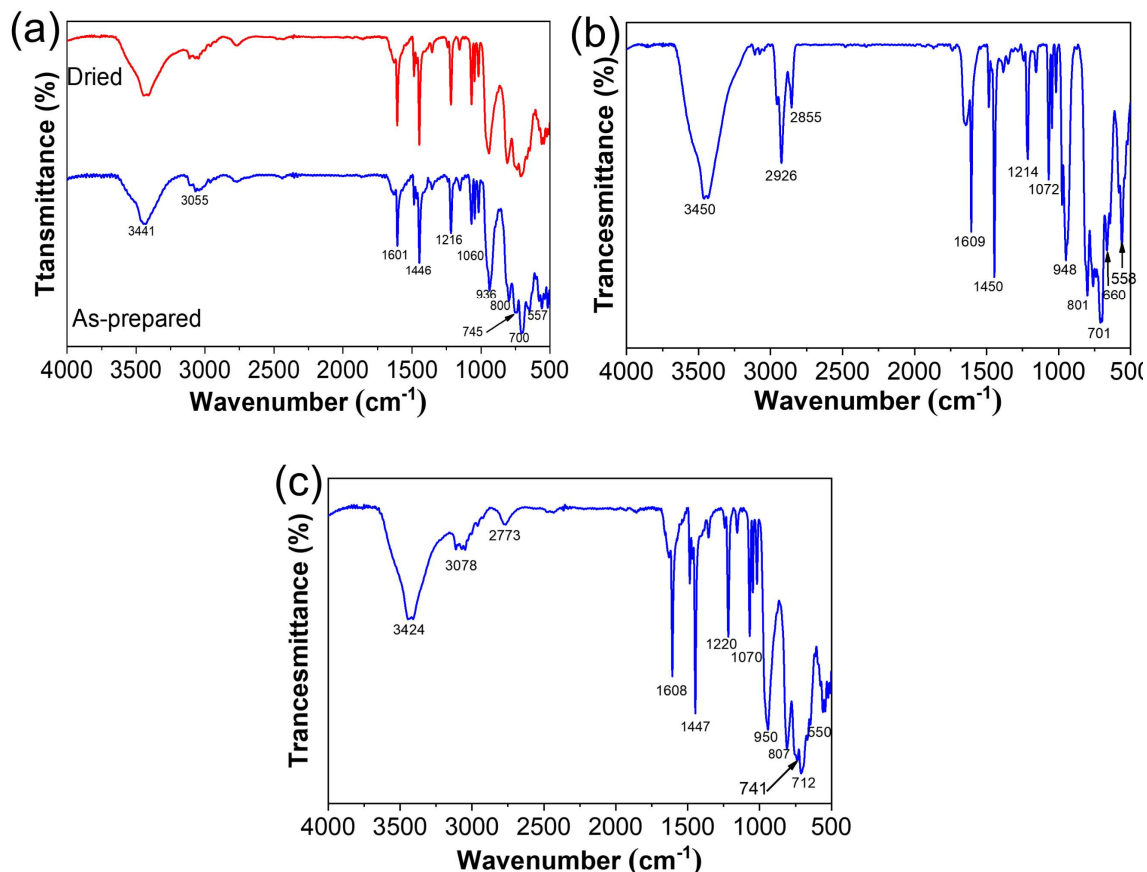 (a)
Ttansmittance (%)
Dried
3055
3441
1601
1446
1216
1060
936
800
745
700
557
As-prepared
4000 3500 3000 2500 2000 1500 1000 500
Wavenumber (cm⁻¹)
(b)
Trancesmittance (%)
3450
2926
2855
1609
1450
1214
1072
948
801
701
660
558
4000 3500 3000 2500 2000 1500 1000 500
Wavenumber (cm⁻¹)
(c)
Trancesmittance (%)
3424
3078
2773
1608
1447
1220
1070
950
807
741
712
550
4000 3500 3000 2500 2000 1500 1000 500
Wavenumber (cm⁻¹)